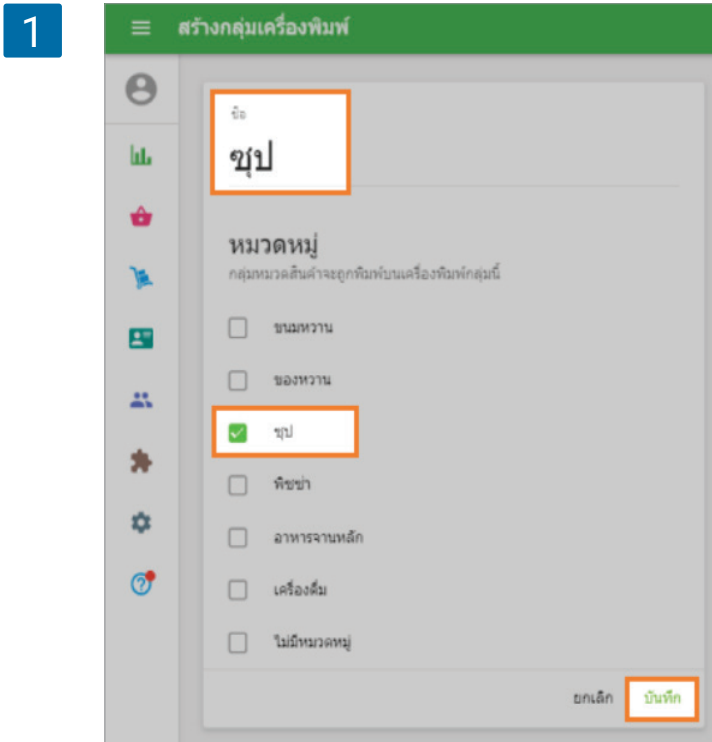 1
สร้างกลุ่มเครื่องพิมพ์
ชื่อ
ซุป
หมวดหมู่
กลุ่มหมวดสินค้าจะถูกพิมพ์บนเครื่องพิมพ์กลุ่มนี้
ขนมหวาน
ของหวาน
ซุป
พิซซ่า
อาหารจานหลัก
เครื่องดื่ม
ไม่มีหมวดหมู่
ยกเลิก บันทึก